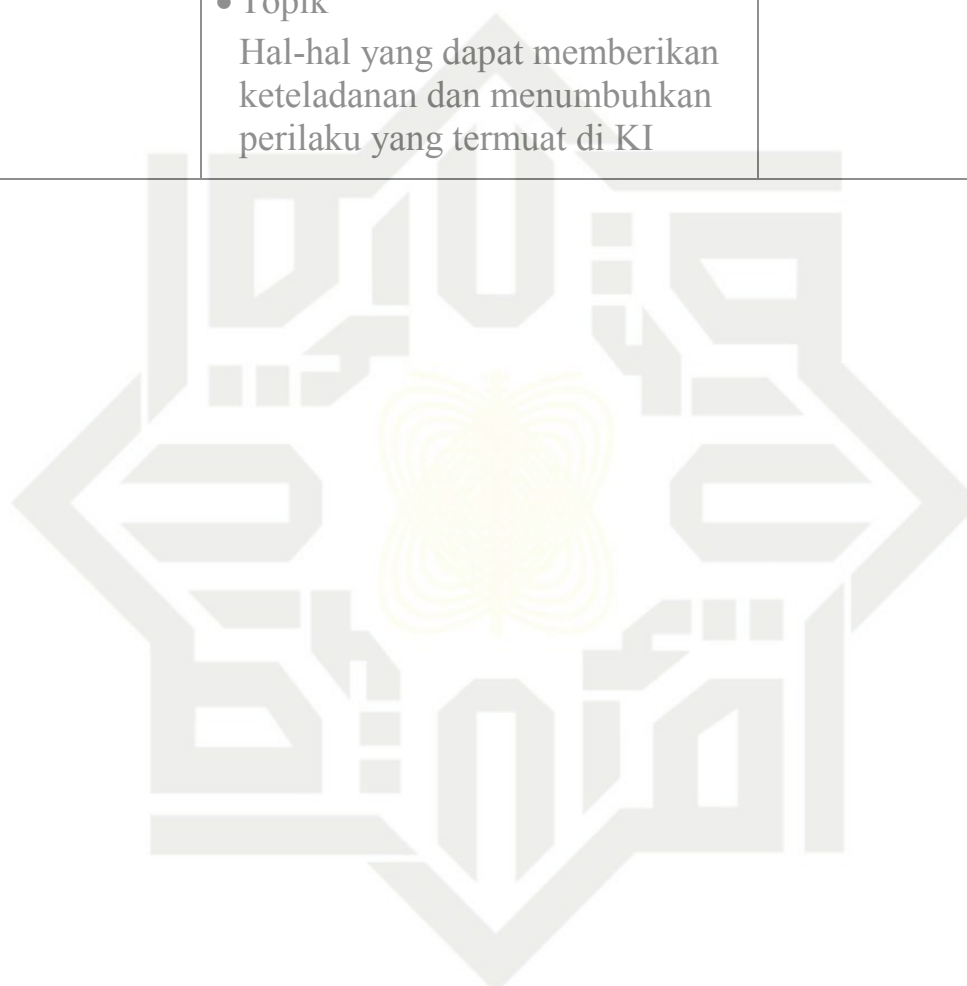 • Topik
Hal-hal yang dapat memberikan
keteladanan dan menumbuhkan
perilaku yang termuat di KI